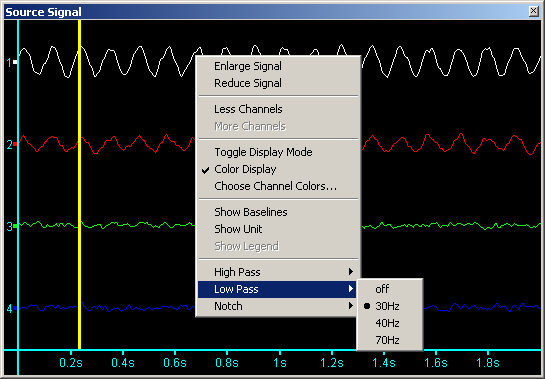 Source Signal
1
2
3
4
Enlarge Signal
Reduce Signal
Less Channels
More Channels
Toggle Display Mode
Color Display
Choose Channel Colors...
Show Baselines
Show Unit
Show Legend
High Pass
Low Pass
Notch
off
30Hz
40Hz
70Hz
0.2s 0.4s 0.6s 0.8s 1s 1.2s 1.4s 1.6s 1.8s